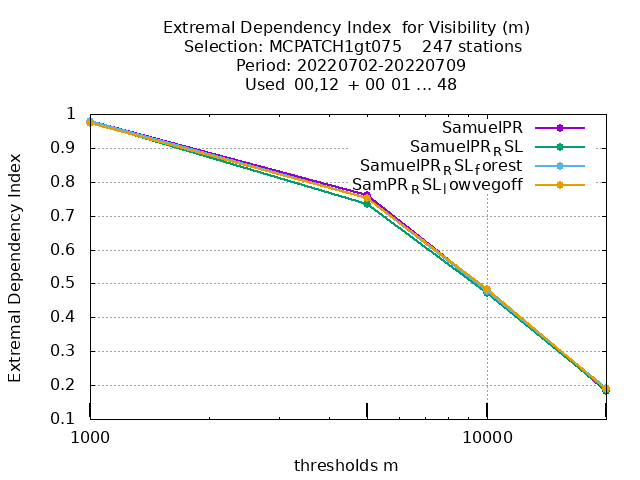 Extremal Dependency Index for Visibility (m)
Selection: MCPATCH1gt075 247 stations
Period: 20220702-20220709
Used 00,12 + 00 01 ... 48
SamuelPR
SamuelPR_RSL
SamuelPR_RSL_forest
SamPR_RSL_lowvegoff
1
0.9
0.8
0.7
0.6
0.5
0.4
0.3
0.2
0.1
Extremal Dependency Index
1000 10000
thresholds m